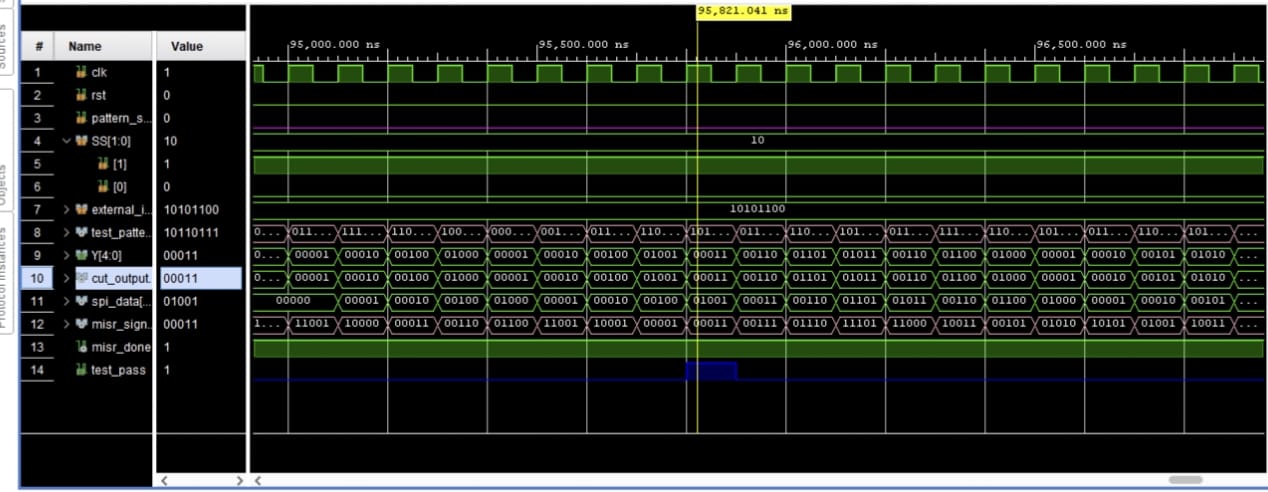 95,821.041 ns
# Name Value
95,000.000 ns 95,500.000 ns 96,000.000 ns 96,500.000 ns
1 clk 1
2 rst 0
3 pattern_s... 0
4 SS[1:0] 10 10
5 [1] 1
6 [0] 0
7 external_i... 10101100 10101100
8 test_patte... 10110111 0... 011... 111... 110... 100... 000... 001... 011... 110... 101... 011... 110... 101... 011... 111... 110... 101... 011... 110... 101... ...
9 Y[4:0] 00011 0... 00001 00010 00100 01000 00001 00010 00100 01001 00011 00110 01101 01011 00110 01100 00001 00010 00101 01010 ...
10 cut_output. 00011 0... 00001 00010 00100 01000 00001 00010 00100 01001 00011 00110 01101 01011 00110 01100 00001 00010 00101 01010 ...
11 spi_data[... 01001 00000 00001 00010 00100 01000 00001 00010 00100 01001 00011 00110 01101 01011 00110 01100 00001 00010 00101 ...
12 misr_sign. 00011 1... 11001 10000 00011 00110 01100 11001 10001 00001 00011 00111 01110 11101 11000 10011 00101 01010 10101 01001 10011 ...
13 misr_done 1
14 test_pass 1
Sources
Objects
Protocol Instances